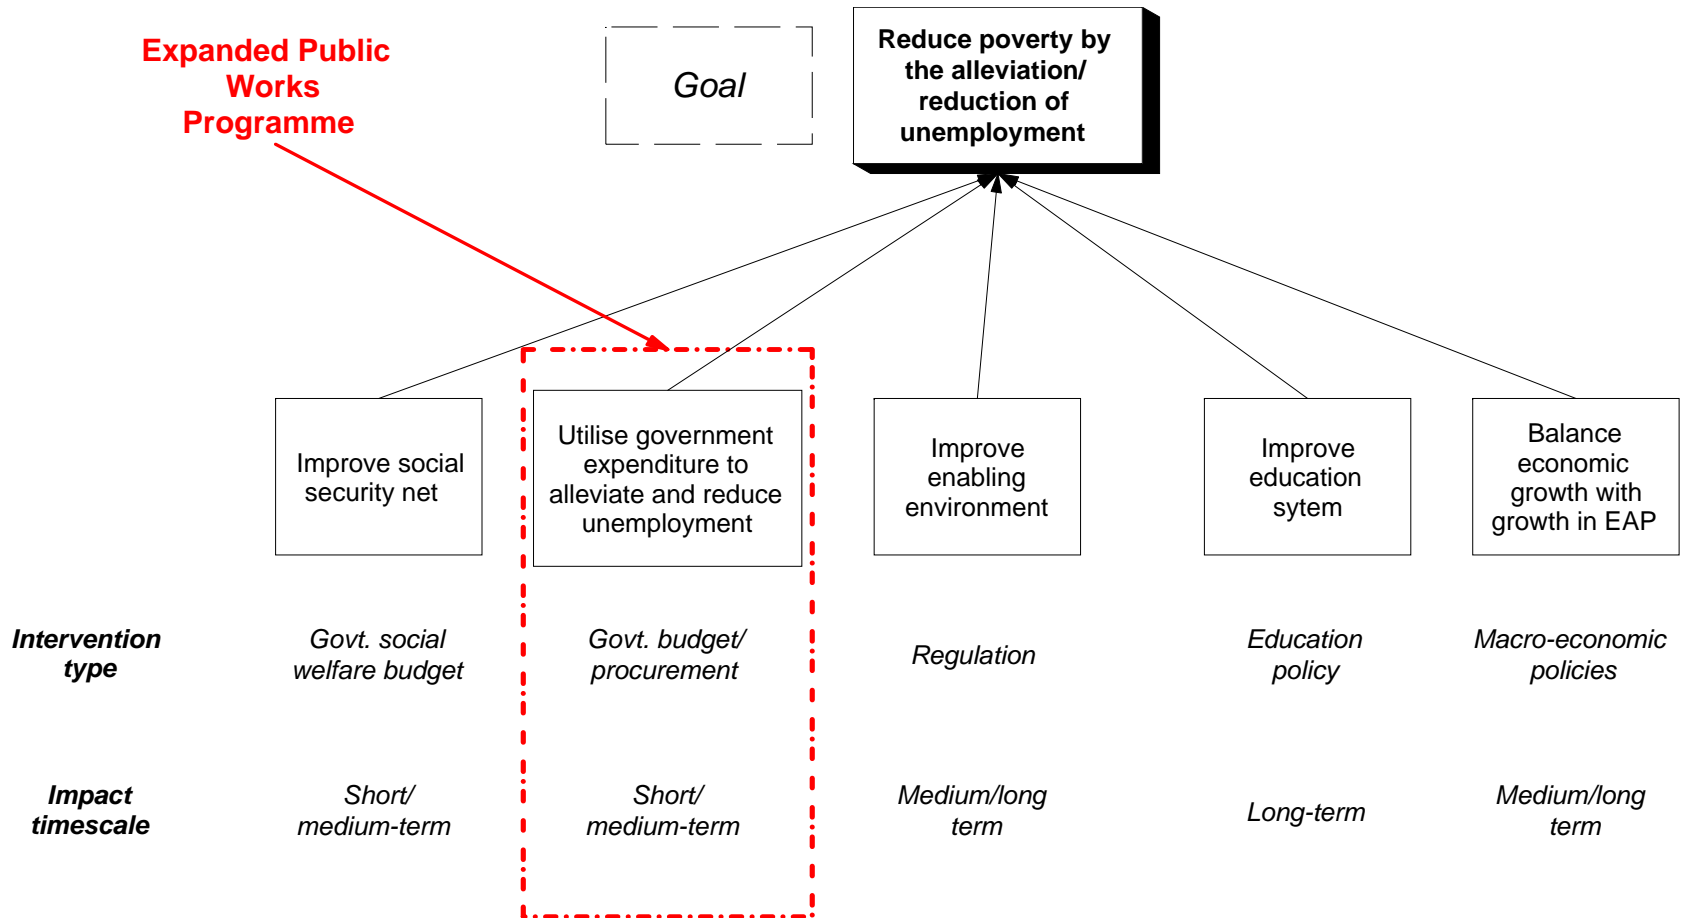 Expanded Public
Works
Programme
Goal
Reduce poverty by
the alleviation/
reduction of
unemployment
Improve social
security net
Utilise government
expenditure to
alleviate and reduce
unemployment
Improve
enabling
environment
Improve
education
sytem
Balance
economic
growth with
growth in EAP
Intervention
type
Govt. social
welfare budget
Govt. budget/
procurement
Regulation
Education
policy
Macro-economic
policies
Impact
timescale
Short/
medium-term
Short/
medium-term
Medium/long
term
Long-term
Medium/long
term